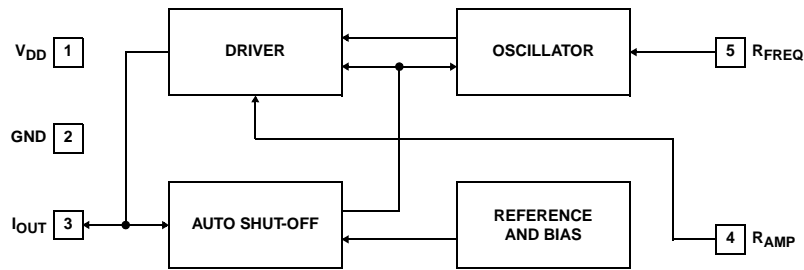 V_DD 1
DRIVER
OSCILLATOR
5 R_FREQ
GND 2
I_OUT 3
AUTO SHUT-OFF
REFERENCE
AND BIAS
4 R_AMP